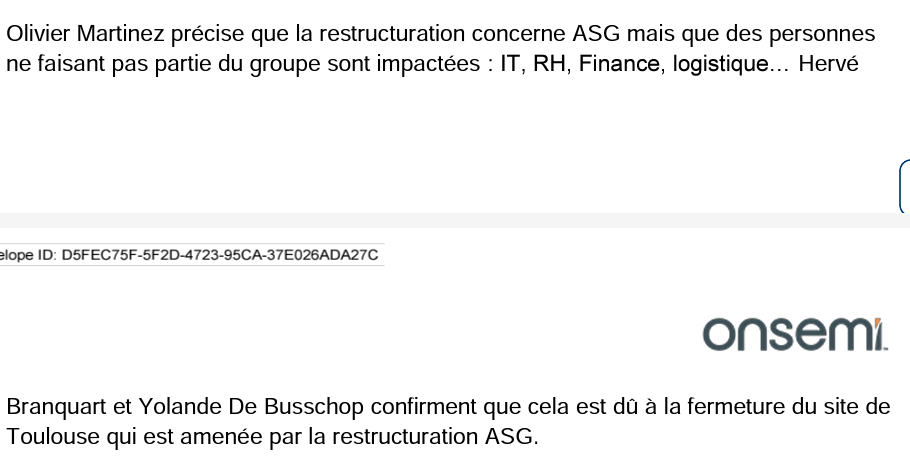 Olivier Martinez précise que la restructuration concerne ASG mais que des personnes
ne faisant pas partie du groupe sont impactées : IT, RH, Finance, logistique... Hervé
elope ID: D5FEC75F-5F2D-4723-95CA-37E026ADA27C
onsemi
Branquart et Yolande De Busschop confirment que cela est dû à la fermeture du site de
Toulouse qui est amenée par la restructuration ASG.